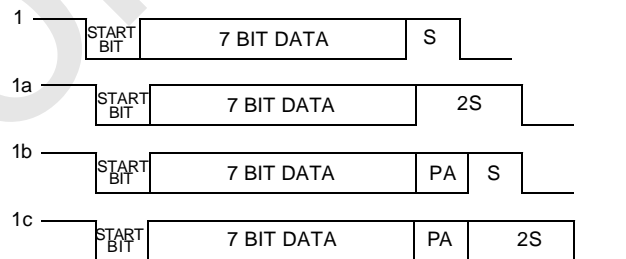 1
START
BIT
7 BIT DATA
S
1a
START
BIT
7 BIT DATA
2S
1b
START
BIT
7 BIT DATA
PA
S
1c
START
BIT
7 BIT DATA
PA
2S